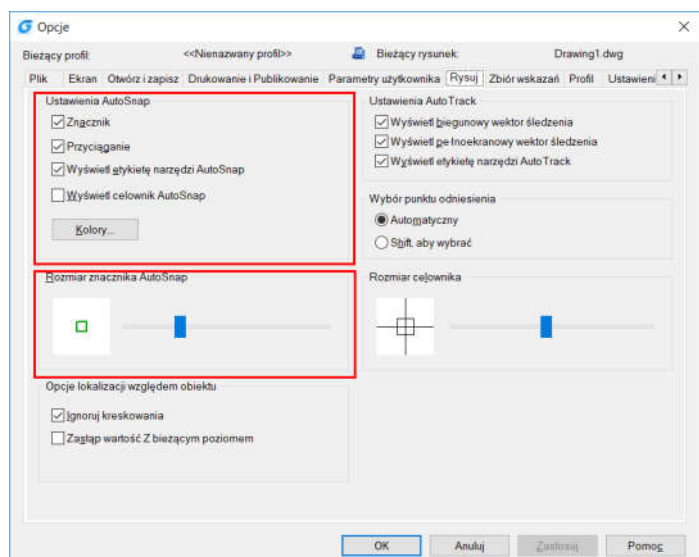 Opcje
Bieżący profil: <<Nienazwany profil>> Bieżący rysunek: Drawing1.dwg
Plik Ekran Otwórz i zapisz Drukowanie i Publikowanie Parametry użytkownika Rysuj Zbiór wskazań Profil Ustawieni
Ustawienia AutoSnap
Znacznik
Przyciąganie
Wyświetl etykietę narzędzi AutoSnap
Wyświetl celownik AutoSnap
Kolory...
Ustawienia AutoTrack
Wyświetl biegunowy wektor śledzenia
Wyświetl pełnoekranowy wektor śledzenia
Wyświetl etykietę narzędzi AutoTrack
Wybór punktu odniesienia
Automatyczny
Shift, aby wybrać
Rozmiar znacznika AutoSnap
Rozmiar celownika
Opcje lokalizacji względem obiektu
Ignoruj kreskowania
Zastąp wartość Z bieżącym poziomem
OK Anuluj Zastosuj Pomoc